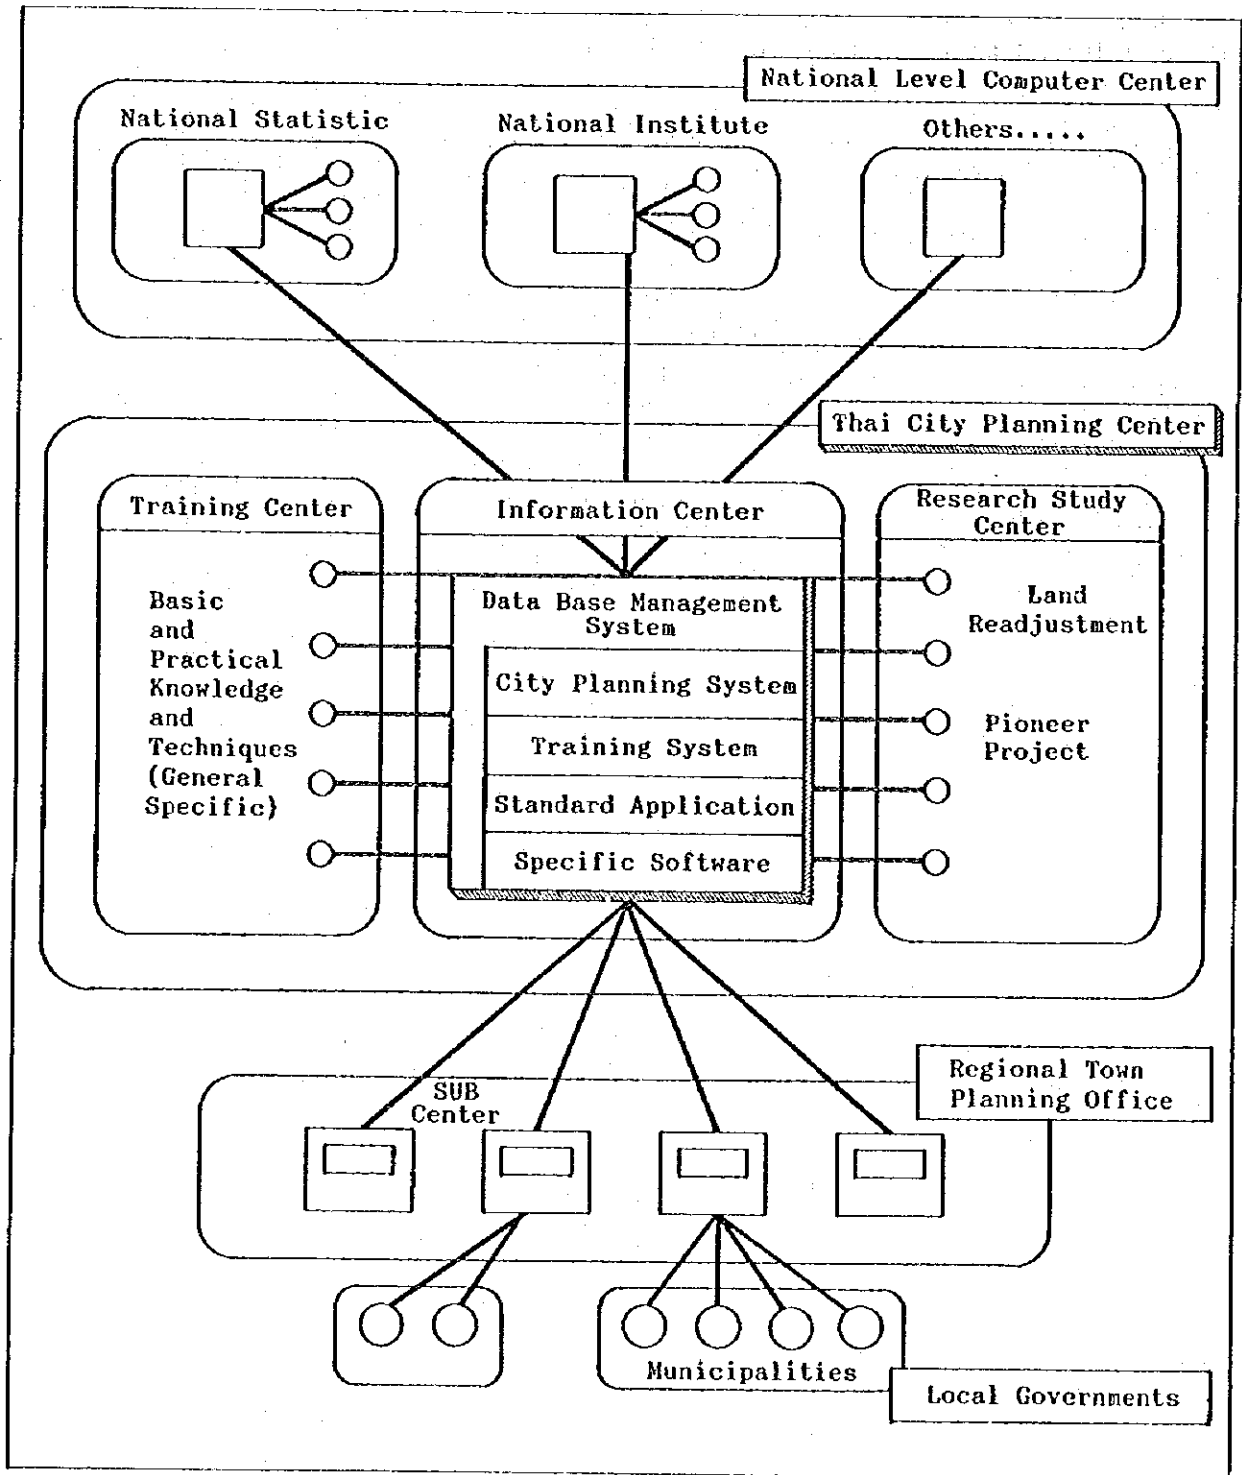 National Level Computer Center
National Statistic
National Institute
Others.....
Thai City Planning Center
Training Center
Information Center
Research Study
Center
Basic
and
Practical
Knowledge
and
Techniques
(General
Specific}
Data Base Management
System
City Planning System
Training System
Standard Application
Specific Software
Land
Readjustment
Pioneer
Project
Regional Town
Planning Office
SUB
Center
Municipalities
Local Governments